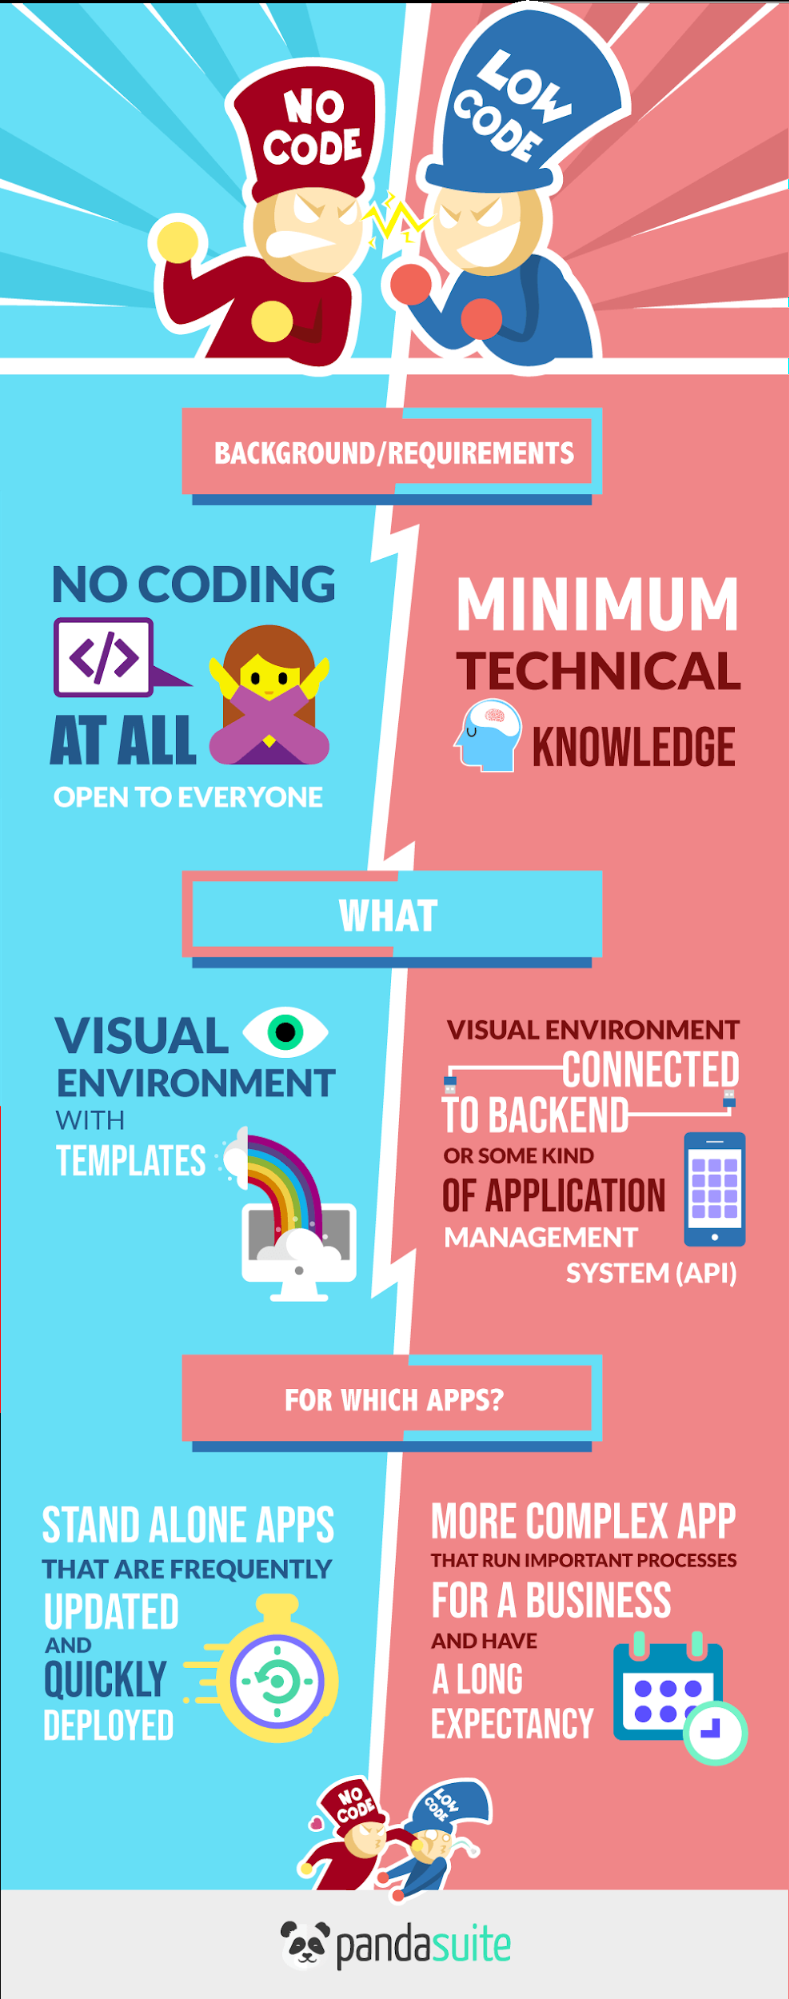 NO
CODE
LOW
CODE
BACKGROUND/REQUIREMENTS
NO CODING
</>
AT ALL
OPEN TO EVERYONE
MINIMUM
TECHNICAL
KNOWLEDGE
WHAT
VISUAL
ENVIRONMENT
WITH
TEMPLATES
VISUAL ENVIRONMENT
CONNECTED
TO BACKEND
OR SOME KIND
OF APPLICATION
MANAGEMENT
SYSTEM (API)
FOR WHICH APPS?
STAND ALONE APPS
THAT ARE FREQUENTLY
UPDATED
AND
QUICKLY
DEPLOYED
MORE COMPLEX APP
THAT RUN IMPORTANT PROCESSES
FOR A BUSINESS
AND HAVE
A LONG
EXPECTANCY
NO
CODE
LOW
CODE
pandasuite